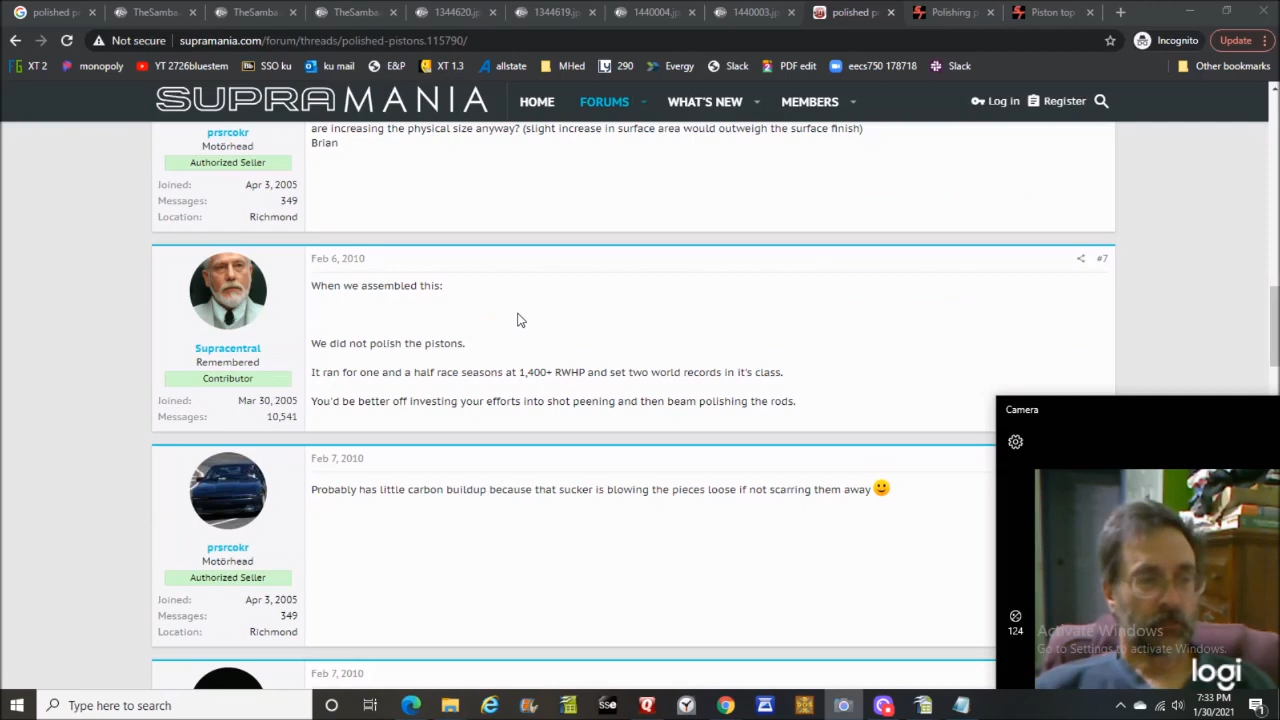 polished p
TheSamba.
TheSamba.
TheSamba.
1344620.jp
1344619.jp
1440004.jp
1440003.jp
polished p
Polishing p
Piston top
Not secure
supramania.com/forum/threads/polished-pistons.115790/
Incognito
Update
XT 2
monopoly
YT 2726bluestem
SSO ku
ku mail
E&P
XT 1.3
allstate
MHed
290
Evergy
Slack
PDF edit
eecs750 178718
Slack
Other bookmarks
SUPRAMANIA
HOME
FORUMS
WHAT'S NEW
MEMBERS
Log in
Register
prsrcokr
Motörhead
Authorized Seller
Joined: Apr 3, 2005
Messages: 349
Location: Richmond
are increasing the physical size anyway? (slight increase in surface area would outweigh the surface finish)
Brian
Feb 6, 2010
#7
Supracentral
Remembered
Contributor
Joined: Mar 30, 2005
Messages: 10,541
When we assembled this:
We did not polish the pistons.
It ran for one and a half race seasons at 1,400+ RWHP and set two world records in it's class.
You'd be better off investing your efforts into shot peening and then beam polishing the rods.
Feb 7, 2010
prsrcokr
Motörhead
Authorized Seller
Joined: Apr 3, 2005
Messages: 349
Location: Richmond
Probably has little carbon buildup because that sucker is blowing the pieces loose if not scarring them away
Feb 7, 2010
Camera
124
Activate Windows
Go to Settings to activate Windows.
logi
Type here to search
7:33 PM
1/30/2021